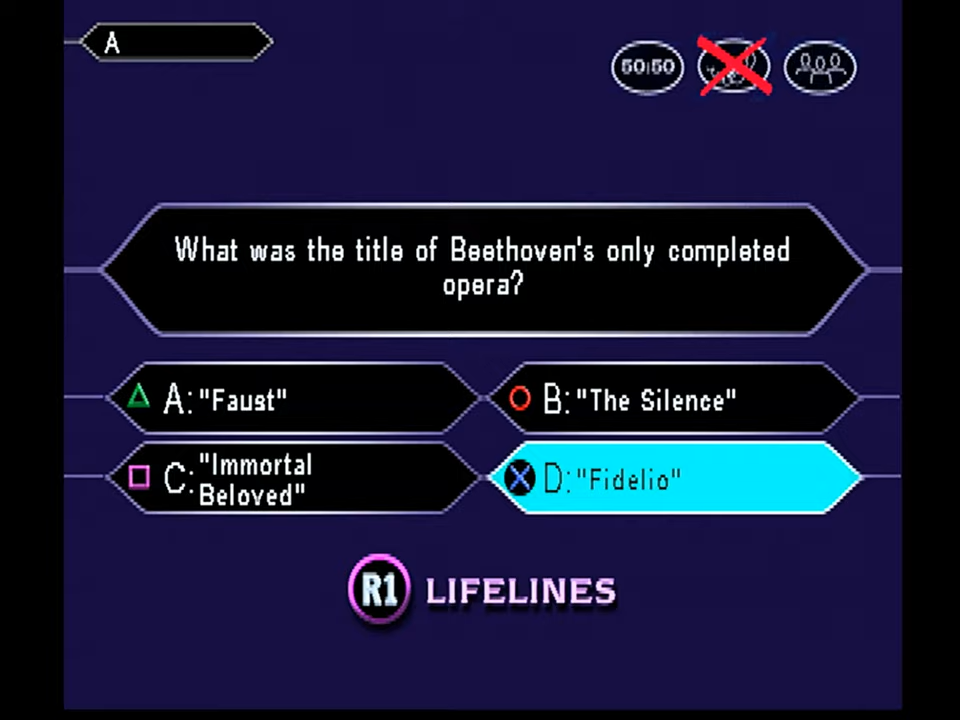 A
50:50
What was the title of Beethoven's only completed
opera?
A: "Faust"
B: "The Silence"
C: "Immortal
Beloved"
D: "Fidelio"
R1 LIFELINES